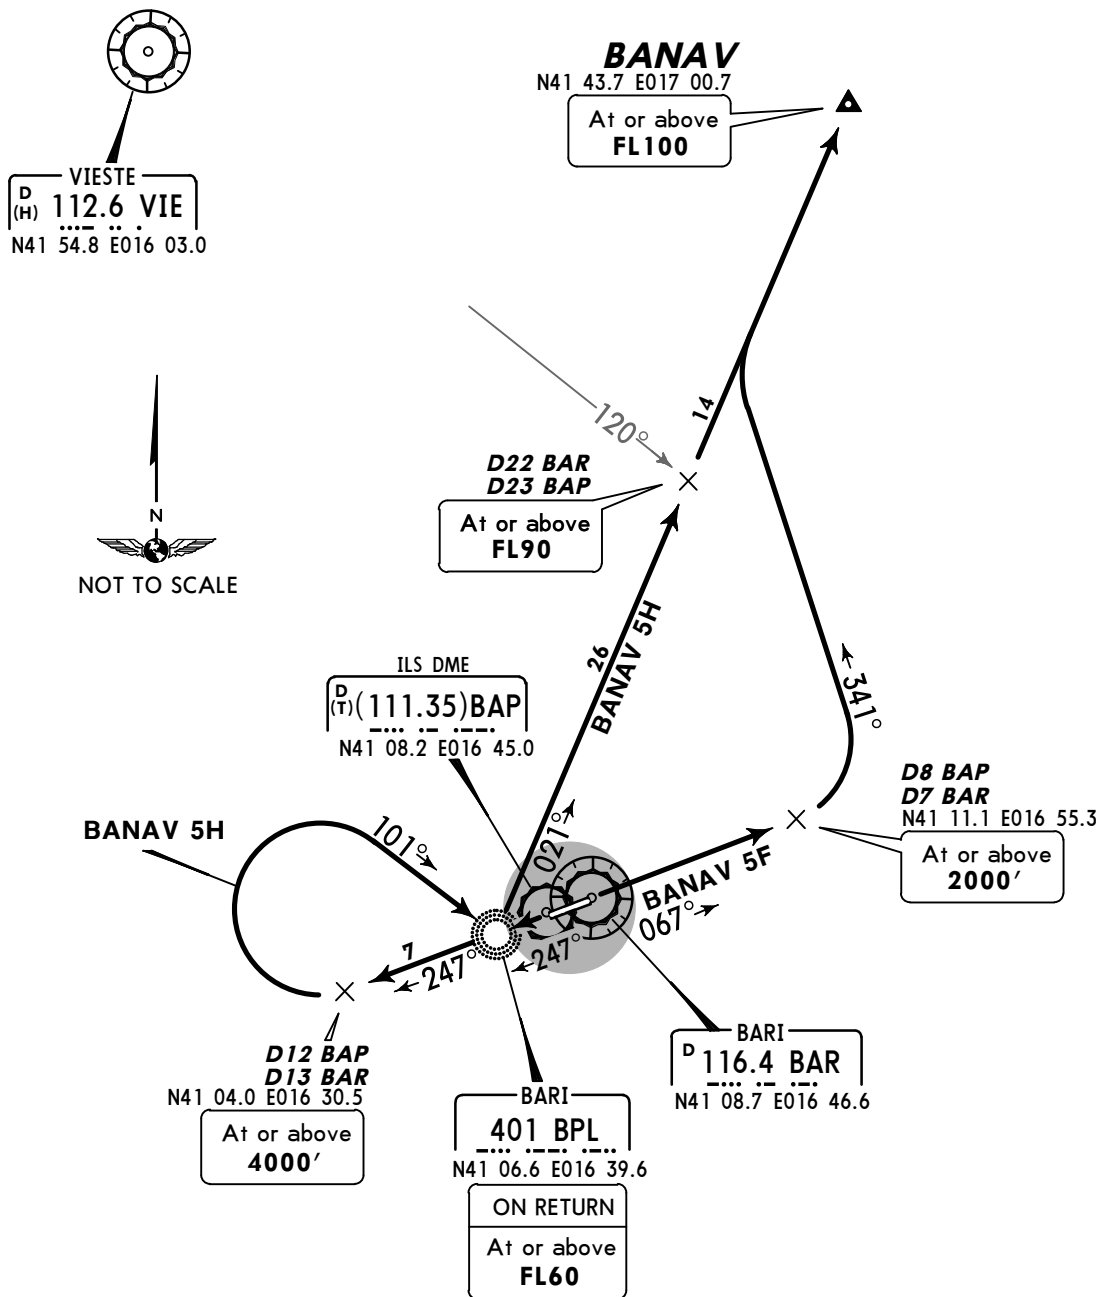 BANAV
N41 43.7 E017 00.7
At or above
FL100
VIESTE
D
(H) 112.6 VIE
N41 54.8 E016 03.0
N
NOT TO SCALE
120°
14
D22 BAR
D23 BAP
At or above
FL90
26
BANAV 5H
ILS DME
D
(T) (111.35) BAP
N41 08.2 E016 45.0
341°
D8 BAP
D7 BAR
N41 11.1 E016 55.3
At or above
2000'
BANAV 5H
101°
021°
BANAV 5F
067°
247°
7
247°
D12 BAP
D13 BAR
N41 04.0 E016 30.5
At or above
4000'
BARI
401 BPL
N41 06.6 E016 39.6
ON RETURN
At or above
FL60
BARI
D 116.4 BAR
N41 08.7 E016 46.6